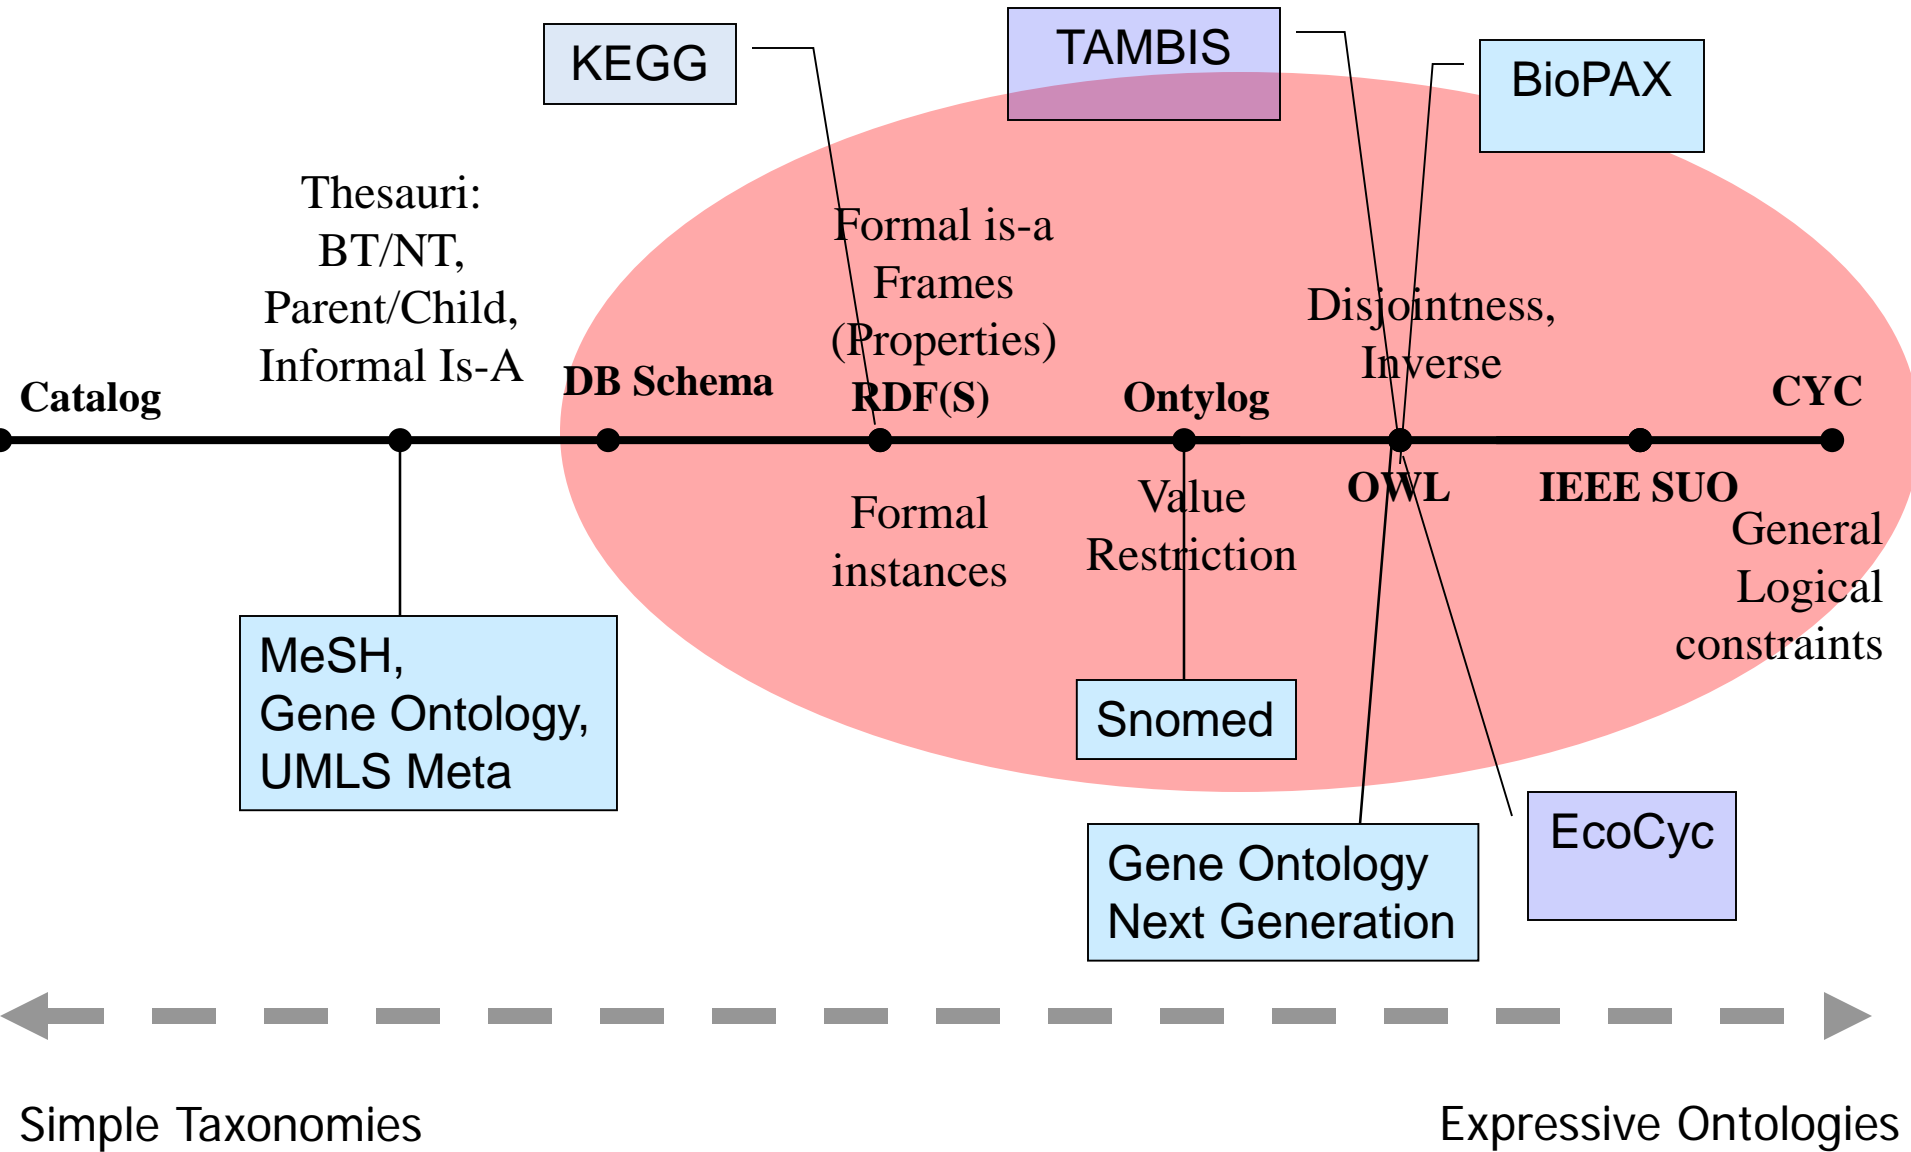 KEGG
TAMBIS
BioPAX
Thesauri:
BT/NT,
Parent/Child,
Informal Is-A
Formal is-a
Frames
(Properties)
Disjointness,
Inverse
Catalog
DB Schema
RDF(S)
Ontylog
CYC
OWL
IEEE SUO
Formal
instances
Value
Restriction
General
Logical
constraints
MeSH,
Gene Ontology,
UMLS Meta
Snomed
Gene Ontology
Next Generation
EcoCyc
Simple Taxonomies
Expressive Ontologies